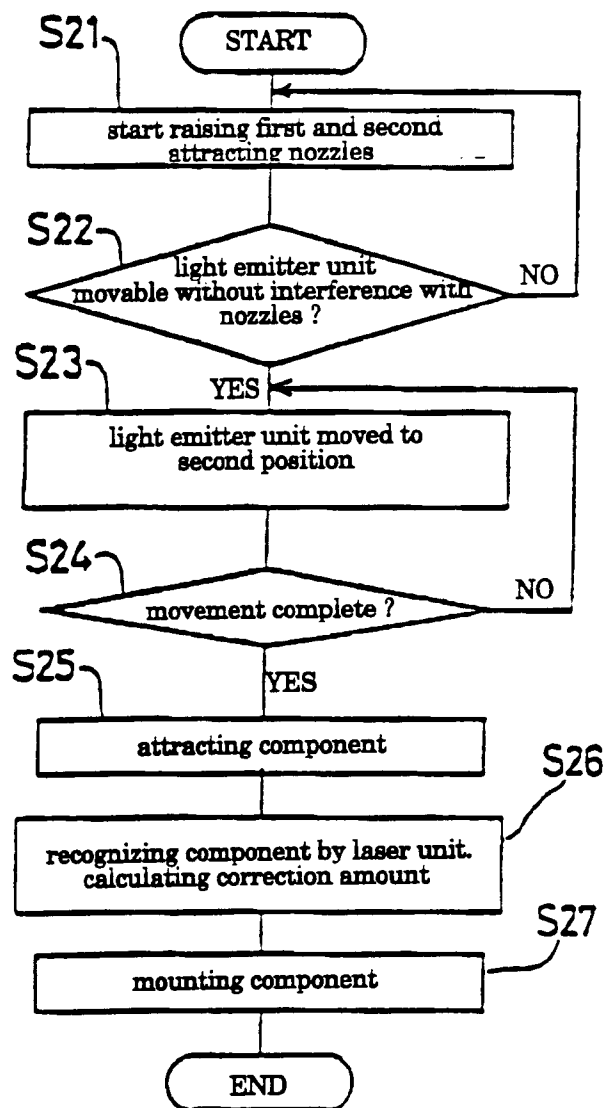 S21
START
start raising first and second
attracting nozzles
S22
light emitter unit
movable without interference with
nozzles ?
NO
S23
YES
light emitter unit moved to
second position
S24
movement complete ?
NO
S25
YES
attracting component
S26
recognizing component by laser unit.
calculating correction amount
S27
mounting component
END